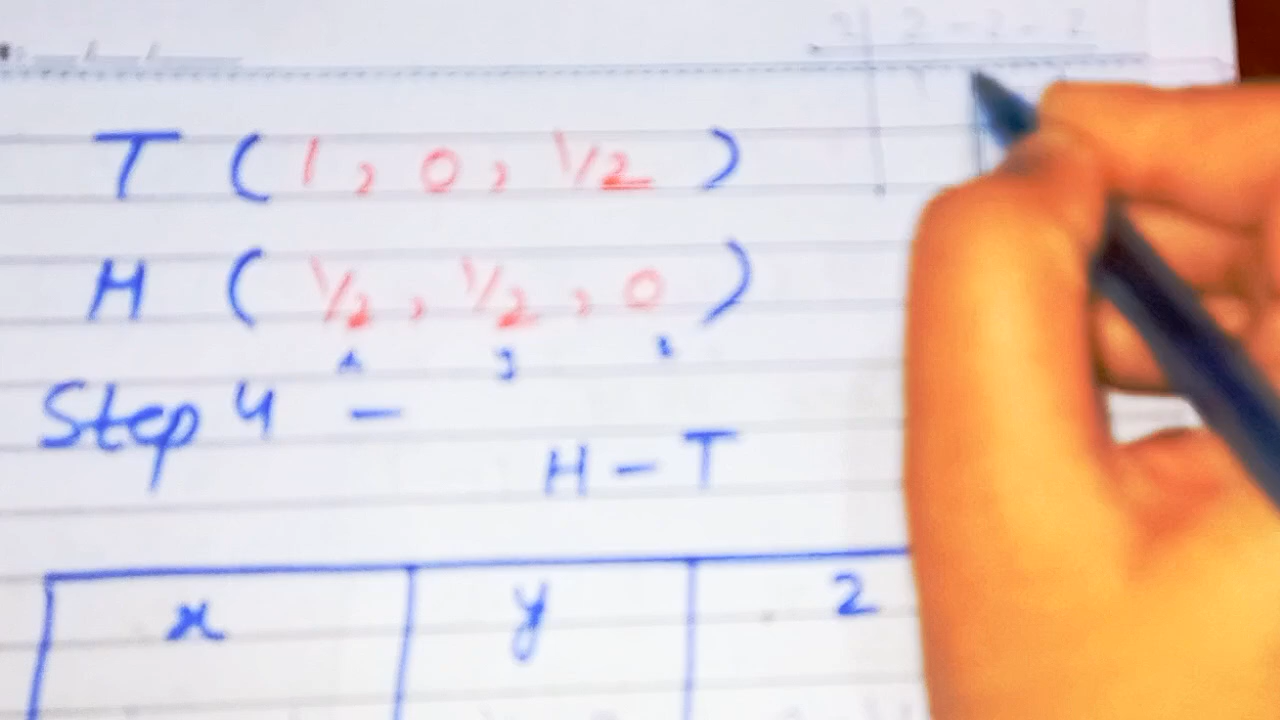 T ( 1 , 0 , 1/2 )
H ( 1/2 , 1/2 , 0 )
Step 4 -
H - T
x y z